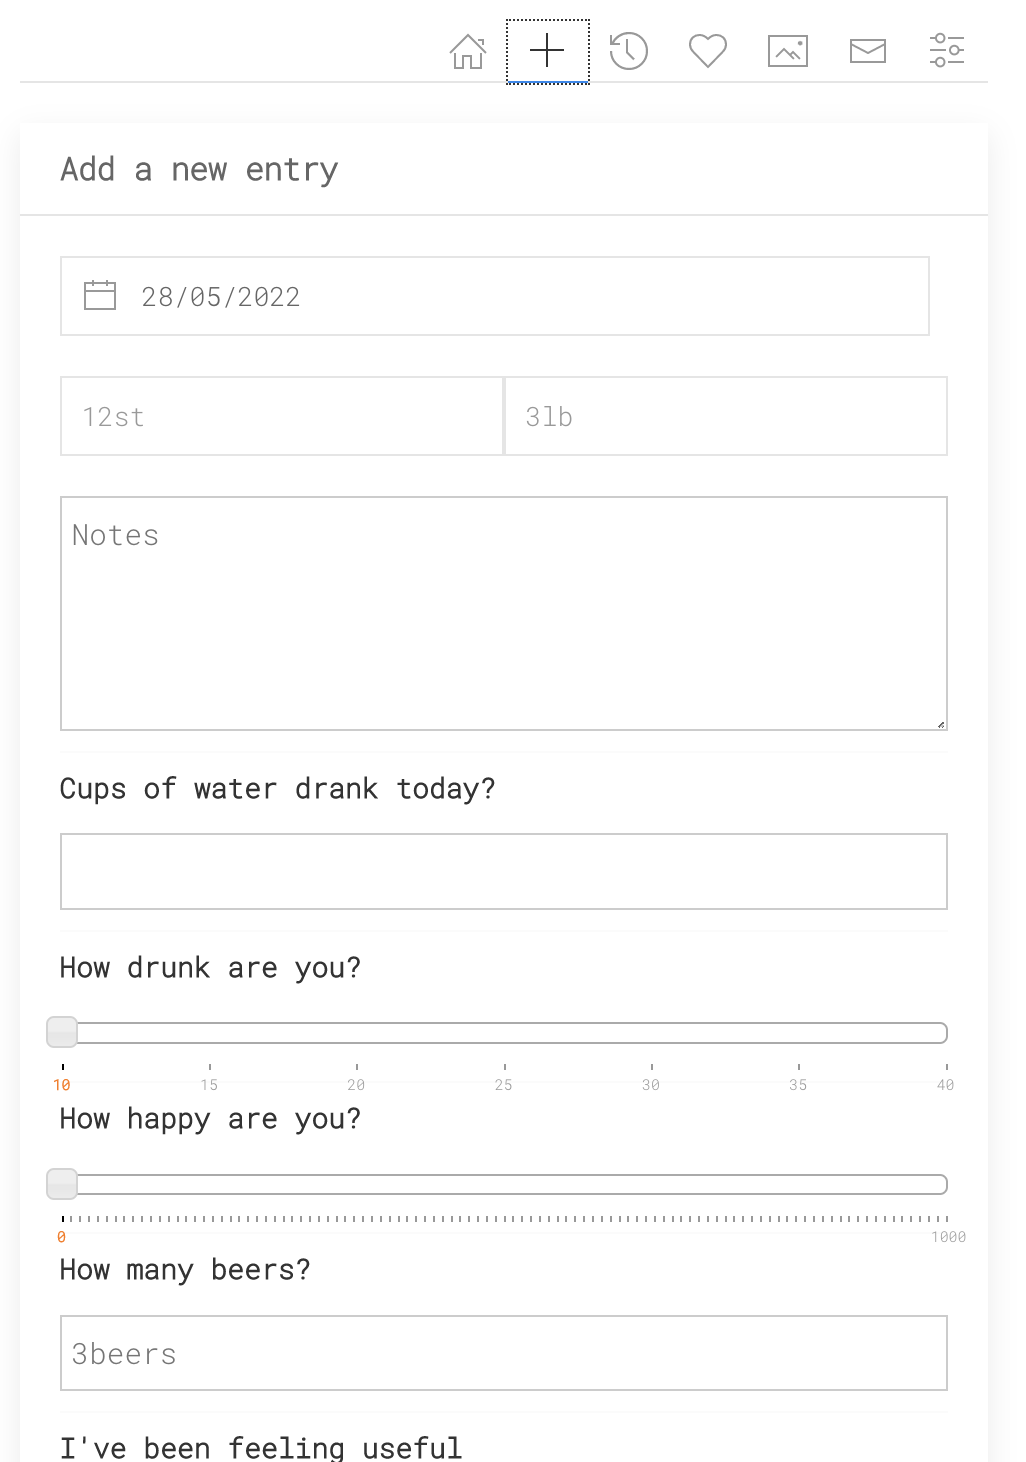 Add a new entry
28/05/2022
12st 3lb
Notes
Cups of water drank today?
How drunk are you?
10 15 20 25 30 35 40
How happy are you?
0 1000
How many beers?
3beers
I've been feeling useful